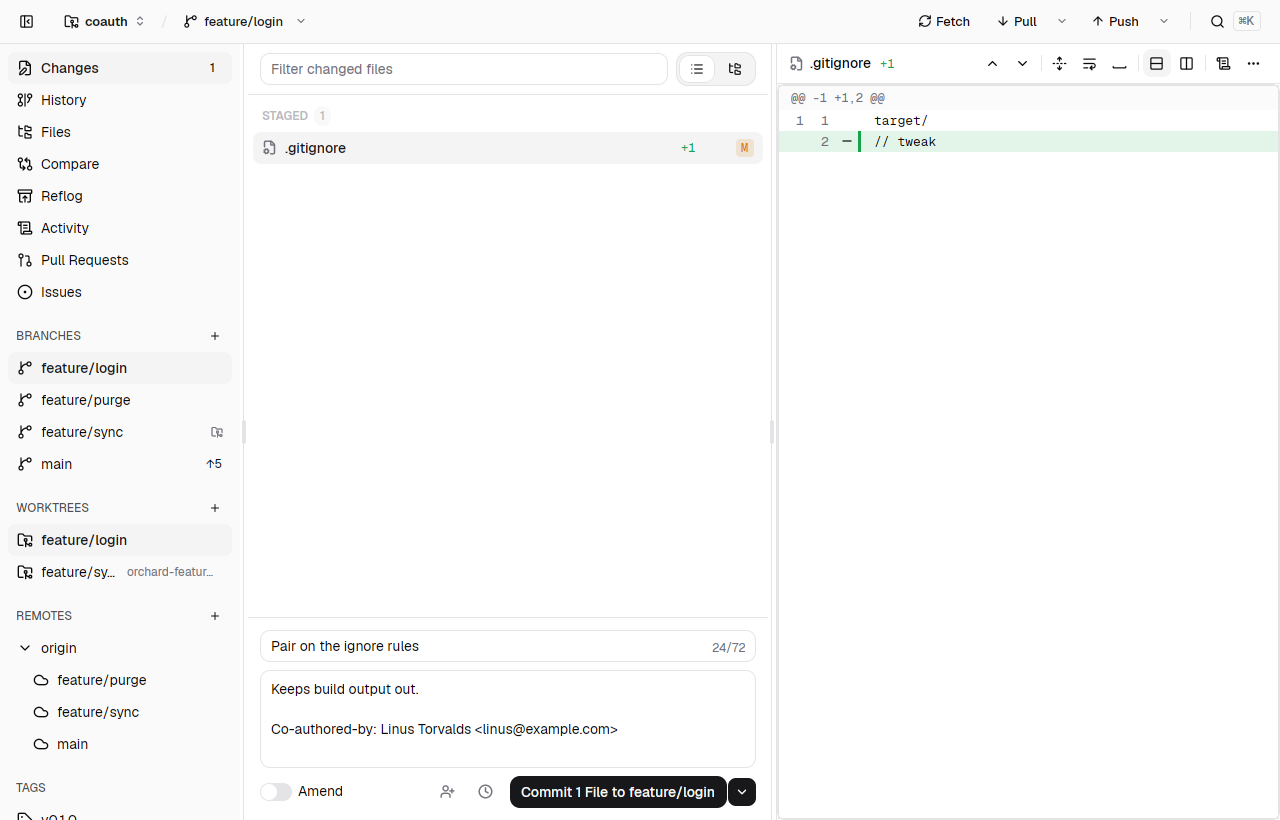 coauth / feature/login Fetch Pull Push ⌘K
Changes 1
History
Files
Compare
Reflog
Activity
Pull Requests
Issues
BRANCHES +
feature/login
feature/purge
feature/sync
main ↑5
WORKTREES +
feature/login
feature/sy… orchard-featur…
REMOTES +
origin
feature/purge
feature/sync
main
TAGS
v0.1.0
Filter changed files
STAGED 1
.gitignore +1 M
Pair on the ignore rules 24/72
Keeps build output out.
Co-authored-by: Linus Torvalds <linus@example.com>
Amend Commit 1 File to feature/login
.gitignore +1
@@ -1 +1,2 @@
1 1 target/
2 // tweak